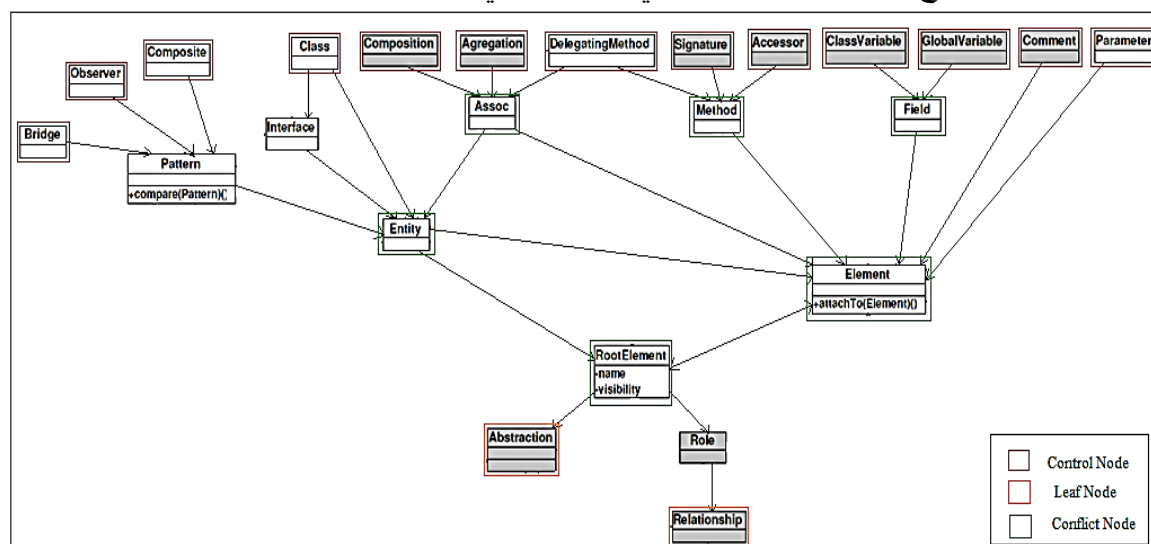 Composite
Class
Composition
Agregation
DelegatingMethod
Signature
Accessor
ClassVariable
GlobalVariable
Comment
Parameter
Observer
Bridge
Interface
Assoc
Method
Field
Pattern
+compare(Pattern)()
Entity
Element
+attachTo(Element)()
RootElement
-name
-visibility
Abstraction
Role
Relationship
Control Node
Leaf Node
Conflict Node